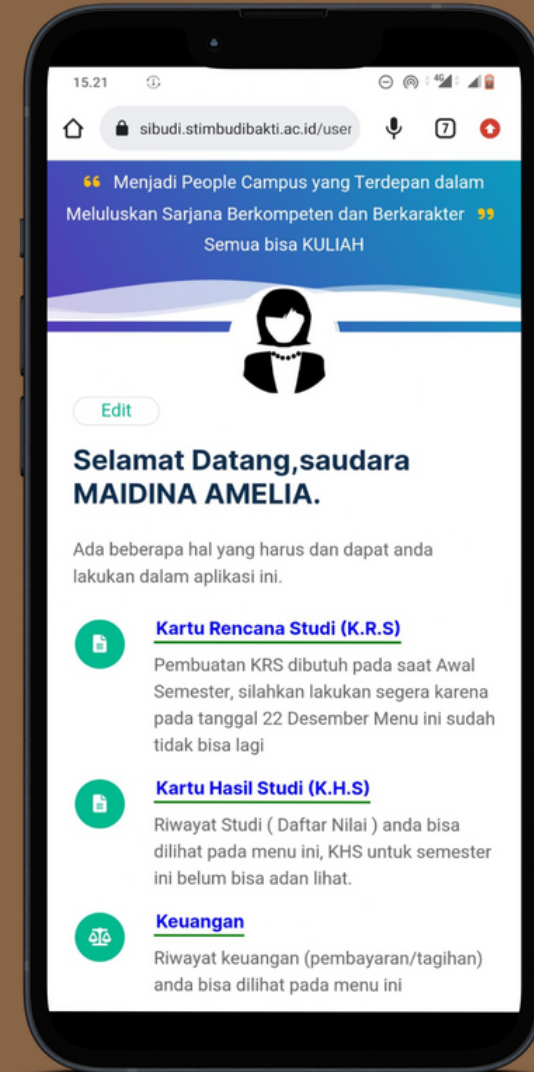 15.21
4G
sibudi.stimbudibakti.ac.id/user
7
“ Menjadi People Campus yang Terdepan dalam
Meluluskan Sarjana Berkompeten dan Berkarakter ”
Semua bisa KULIAH
Edit
Selamat Datang,saudara
MAIDINA AMELIA.
Ada beberapa hal yang harus dan dapat anda
lakukan dalam aplikasi ini.
Kartu Rencana Studi (K.R.S)
Pembuatan KRS dibutuh pada saat Awal
Semester, silahkan lakukan segera karena
pada tanggal 22 Desember Menu ini sudah
tidak bisa lagi
Kartu Hasil Studi (K.H.S)
Riwayat Studi ( Daftar Nilai ) anda bisa
dilihat pada menu ini, KHS untuk semester
ini belum bisa adan lihat.
Keuangan
Riwayat keuangan (pembayaran/tagihan)
anda bisa dilihat pada menu ini